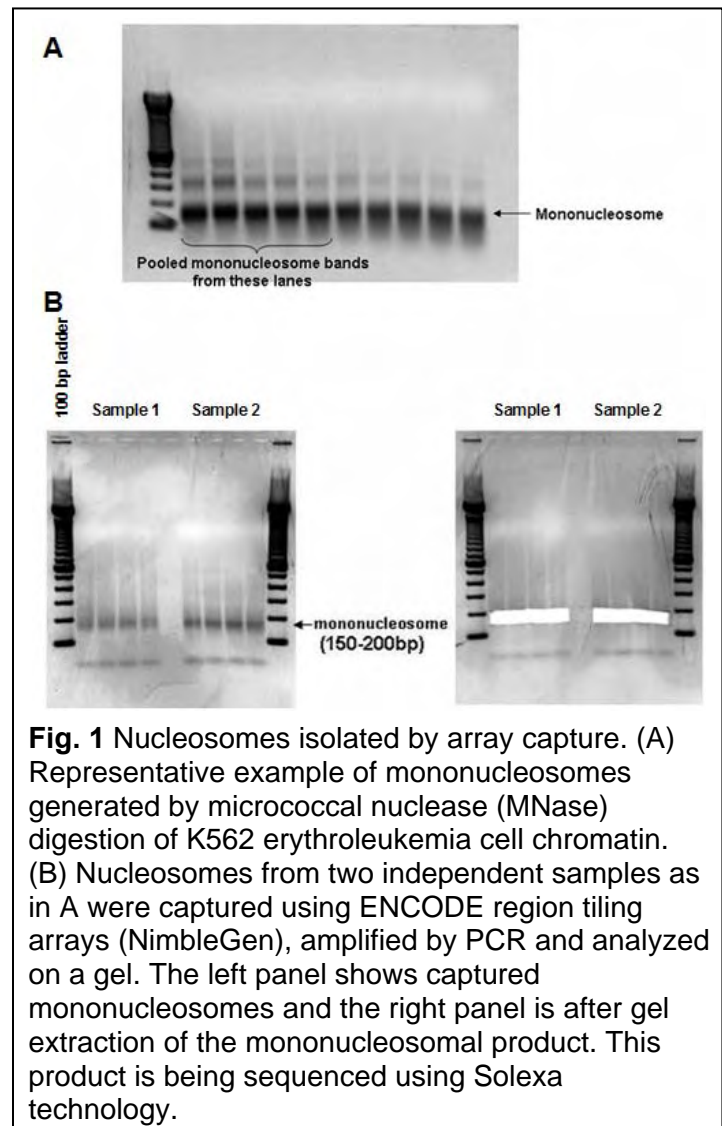 A
Mononucleosome
Pooled mononucleosome bands
from these lanes
B
100 bp ladder
Sample 1 Sample 2
Sample 1 Sample 2
mononucleosome
(150-200bp)
Fig. 1 Nucleosomes isolated by array capture. (A)
Representative example of mononucleosomes
generated by micrococcal nuclease (MNase)
digestion of K562 erythroleukemia cell chromatin.
(B) Nucleosomes from two independent samples as
in A were captured using ENCODE region tiling
arrays (NimbleGen), amplified by PCR and analyzed
on a gel. The left panel shows captured
mononucleosomes and the right panel is after gel
extraction of the mononucleosomal product. This
product is being sequenced using Solexa
technology.